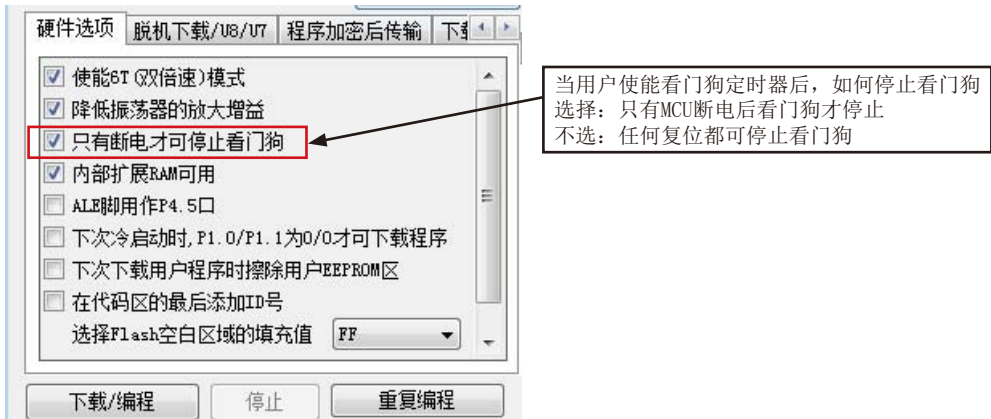 硬件选项 脱机下载/U8/U7 程序加密后传输
使能6T(双倍速)模式
降低振荡器的放大增益
只有断电才可停止看门狗
内部扩展RAM可用
ALE脚用作P4.5口
下次冷启动时,P1.0/P1.1为0/0才可下载程序
下次下载用户程序时擦除用户EEPROM区
在代码区的最后添加ID号
选择Flash空白区域的填充值 FF
下载/编程 停止 重复编程
当用户使能看门狗定时器后，如何停止看门狗
选择：只有MCU断电后看门狗才停止
不选：任何复位都可停止看门狗